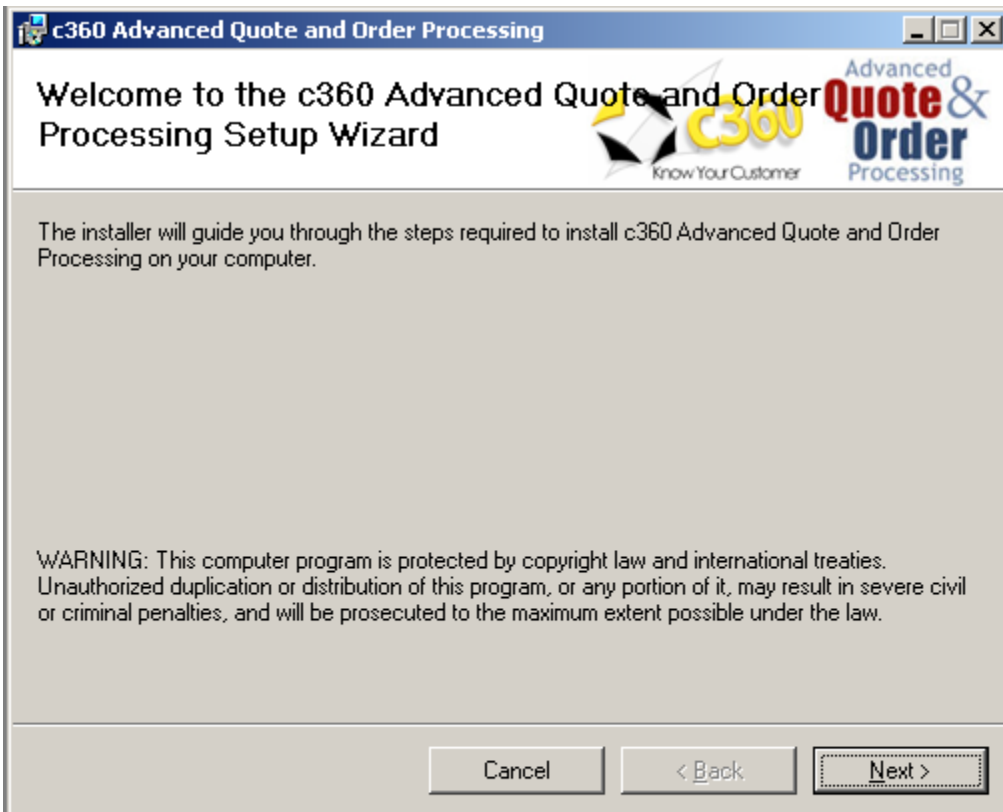 c360 Advanced Quote and Order Processing
Welcome to the c360 Advanced Quote and Order
Processing Setup Wizard
c360
Know Your Customer
Advanced
Quote &
Order
Processing
The installer will guide you through the steps required to install c360 Advanced Quote and Order
Processing on your computer.
WARNING: This computer program is protected by copyright law and international treaties.
Unauthorized duplication or distribution of this program, or any portion of it, may result in severe civil
or criminal penalties, and will be prosecuted to the maximum extent possible under the law.
Cancel
< Back
Next >